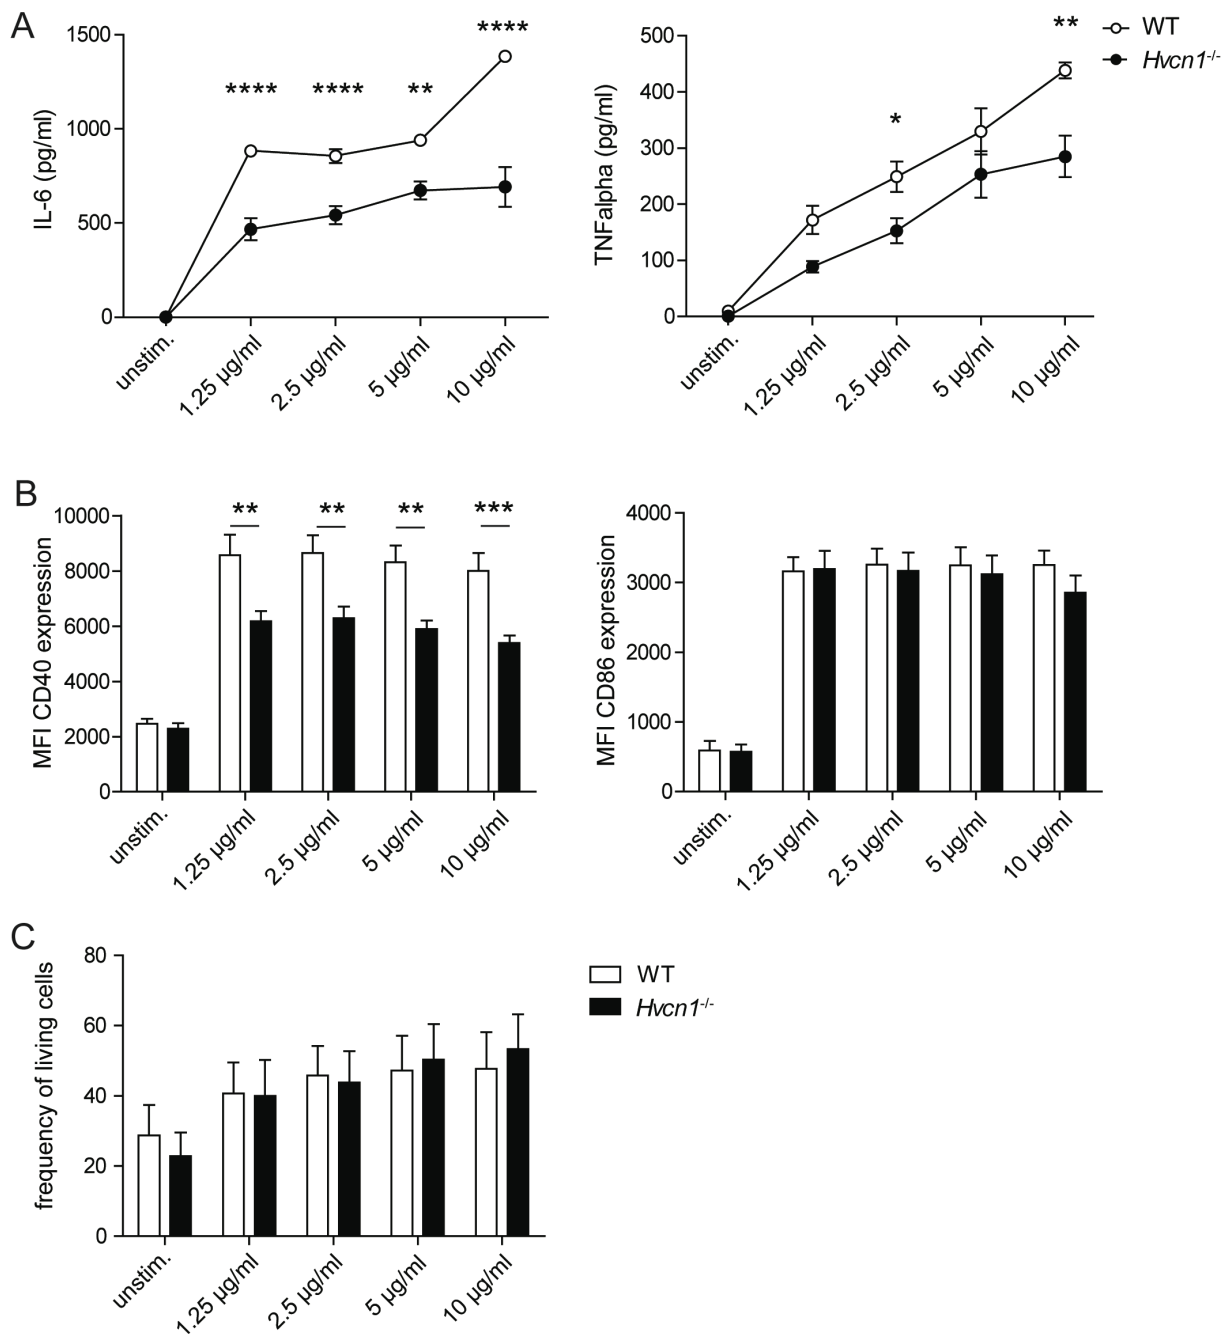 A
IL-6 (pg/ml)
1500
1000
500
0
****
****
**
****
unstim.
1.25 µg/ml
2.5 µg/ml
5 µg/ml
10 µg/ml
TNFalpha (pg/ml)
500
400
300
200
100
0
*
**
unstim.
1.25 µg/ml
2.5 µg/ml
5 µg/ml
10 µg/ml
WT
Hvcn1-/-
B
MFI CD40 expression
10000
8000
6000
4000
2000
0
**
**
**
***
unstim.
1.25 µg/ml
2.5 µg/ml
5 µg/ml
10 µg/ml
MFI CD86 expression
4000
3000
2000
1000
0
unstim.
1.25 µg/ml
2.5 µg/ml
5 µg/ml
10 µg/ml
C
frequency of living cells
80
60
40
20
0
unstim.
1.25 µg/ml
2.5 µg/ml
5 µg/ml
10 µg/ml
WT
Hvcn1-/-